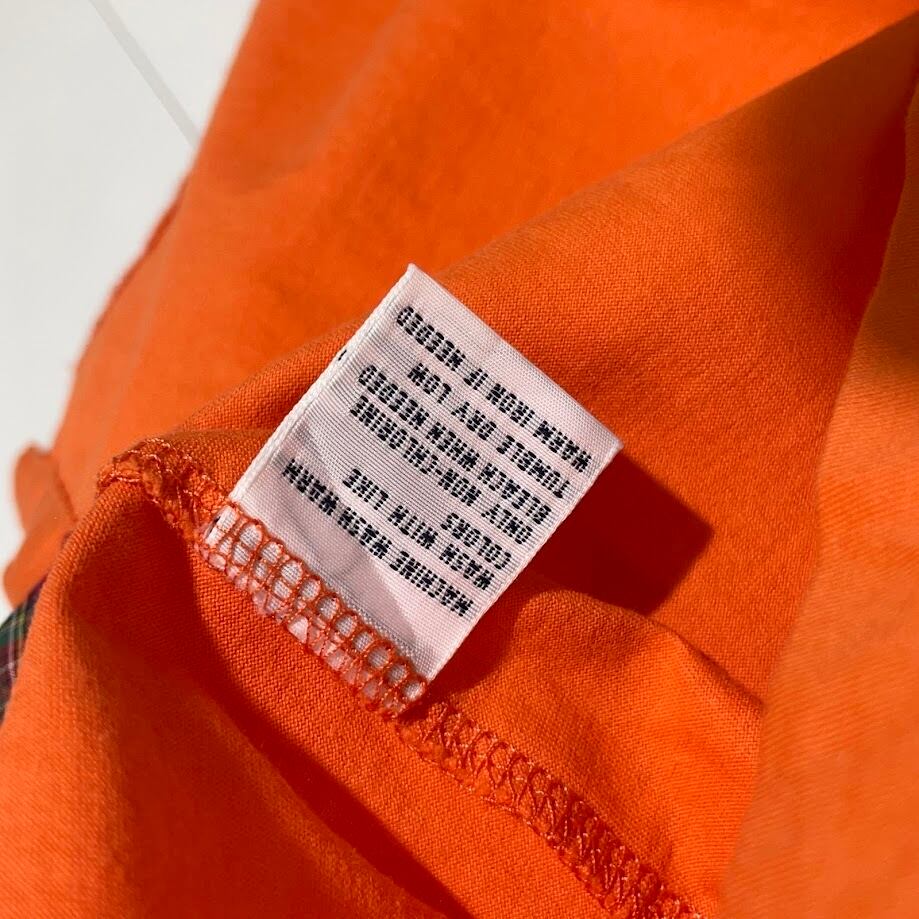 MACHINE WASH WARM
WASH WITH LIKE
COLORS
ONLY NON-CHLORINE
BLEACH WHEN NEEDED
TUMBLE DRY LOW
WARM IRON IF NEEDED